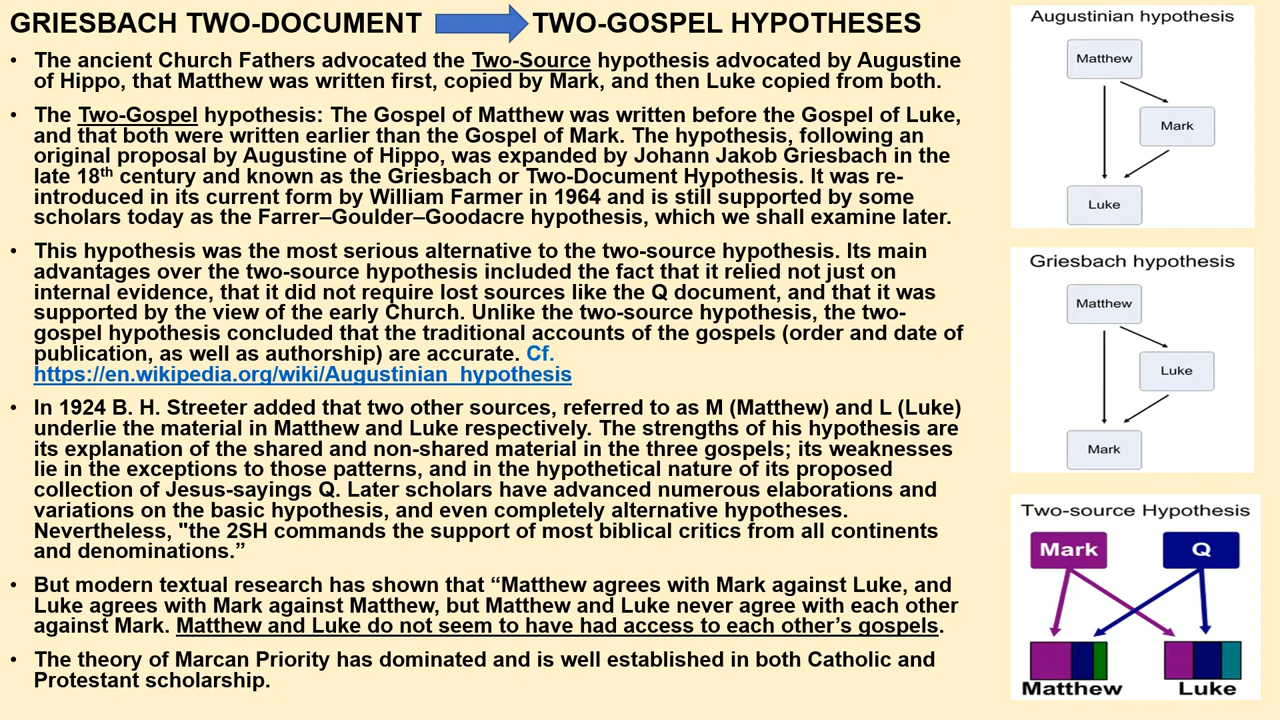 GRIESBACH TWO-DOCUMENT TWO-GOSPEL HYPOTHESES
• The ancient Church Fathers advocated the Two-Source hypothesis advocated by Augustine
of Hippo, that Matthew was written first, copied by Mark, and then Luke copied from both.
• The Two-Gospel hypothesis: The Gospel of Matthew was written before the Gospel of Luke,
and that both were written earlier than the Gospel of Mark. The hypothesis, following an
original proposal by Augustine of Hippo, was expanded by Johann Jakob Griesbach in the
late 18th century and known as the Griesbach or Two-Document Hypothesis. It was re-
introduced in its current form by William Farmer in 1964 and is still supported by some
scholars today as the Farrer–Goulder–Goodacre hypothesis, which we shall examine later.
• This hypothesis was the most serious alternative to the two-source hypothesis. Its main
advantages over the two-source hypothesis included the fact that it relied not just on
internal evidence, that it did not require lost sources like the Q document, and that it was
supported by the view of the early Church. Unlike the two-source hypothesis, the two-
gospel hypothesis concluded that the traditional accounts of the gospels (order and date of
publication, as well as authorship) are accurate. Cf.
https://en.wikipedia.org/wiki/Augustinian_hypothesis
• In 1924 B. H. Streeter added that two other sources, referred to as M (Matthew) and L (Luke)
underlie the material in Matthew and Luke respectively. The strengths of his hypothesis are
its explanation of the shared and non-shared material in the three gospels; its weaknesses
lie in the exceptions to those patterns, and in the hypothetical nature of its proposed
collection of Jesus-sayings Q. Later scholars have advanced numerous elaborations and
variations on the basic hypothesis, and even completely alternative hypotheses.
Nevertheless, "the 2SH commands the support of most biblical critics from all continents
and denominations.”
• But modern textual research has shown that “Matthew agrees with Mark against Luke, and
Luke agrees with Mark against Matthew, but Matthew and Luke never agree with each other
against Mark. Matthew and Luke do not seem to have had access to each other’s gospels.
• The theory of Marcan Priority has dominated and is well established in both Catholic and
Protestant scholarship.
Augustinian hypothesis
Matthew
Mark
Luke
Griesbach hypothesis
Matthew
Luke
Mark
Two-source Hypothesis
Mark Q
Matthew Luke